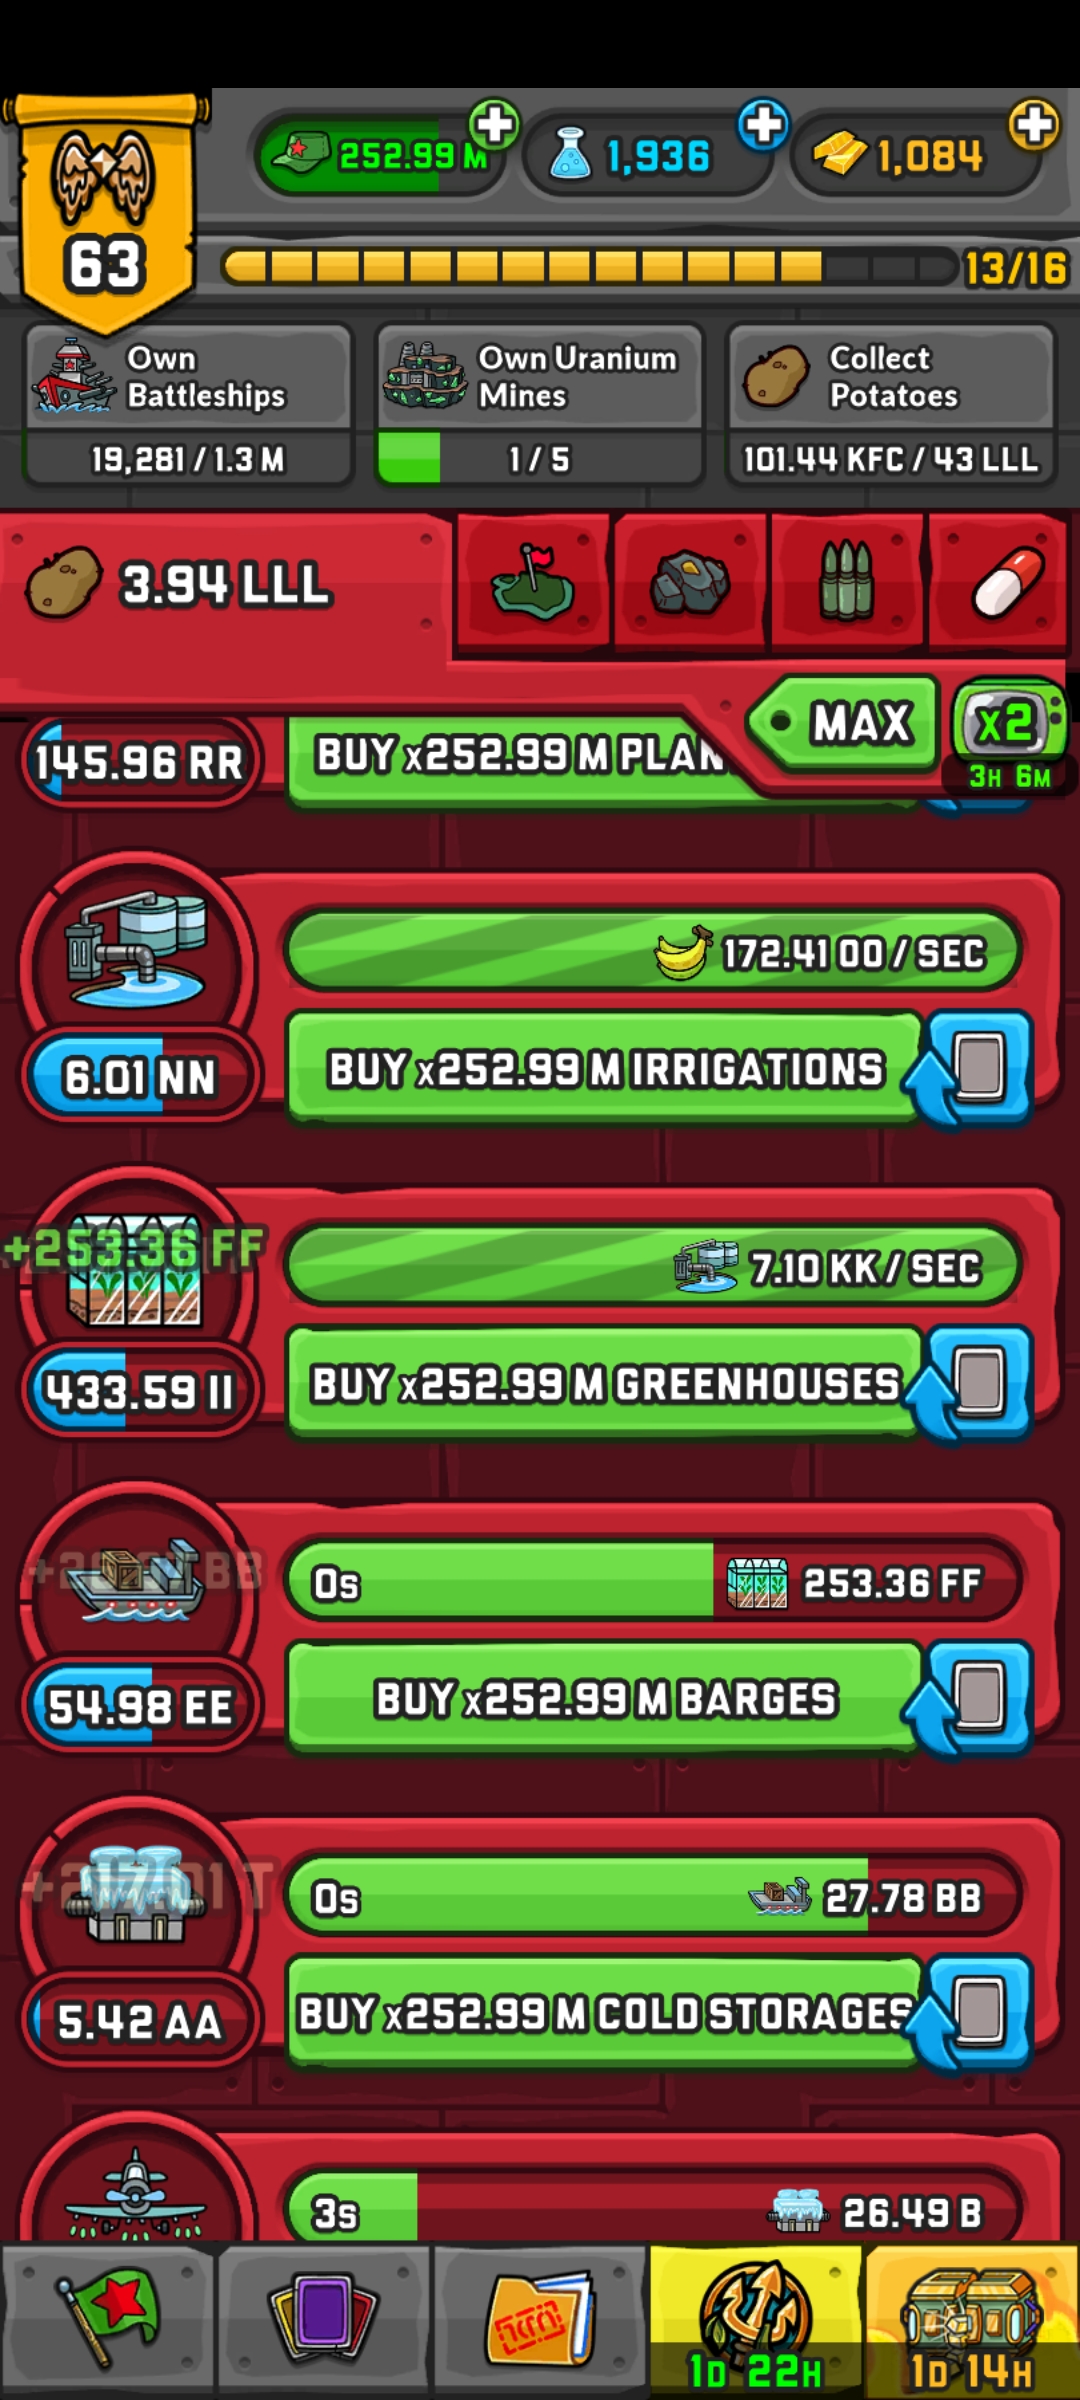 252.99 M
1,936
1,084
63
13/16
Own
Battleships
19,281 / 1.3 M
Own Uranium
Mines
1 / 5
Collect
Potatoes
101.44 KFC / 43 LLL
3.94 LLL
MAX
x2
3H 6M
145.96 RR
BUY x252.99 M PLAN
172.41 OO / SEC
6.01 NN
BUY x252.99 M IRRIGATIONS
+253.36 FF
7.10 KK / SEC
433.59 II
BUY x252.99 M GREENHOUSES
0s
253.36 FF
54.98 EE
BUY x252.99 M BARGES
0s
27.78 BB
5.42 AA
BUY x252.99 M COLD STORAGES
3s
26.49 B
1D 22H
1D 14H